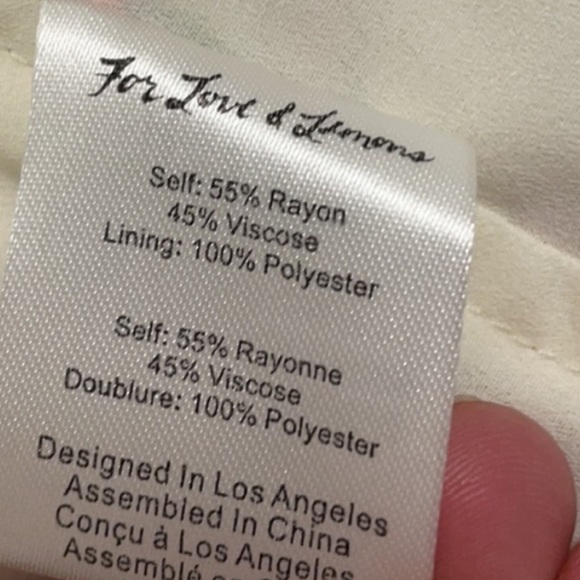 For Love & Lemons
Self: 55% Rayon
45% Viscose
Lining: 100% Polyester
Self: 55% Rayonne
45% Viscose
Doublure: 100% Polyester
Designed In Los Angeles
Assembled In China
Conçu à Los Angeles
Assemblé